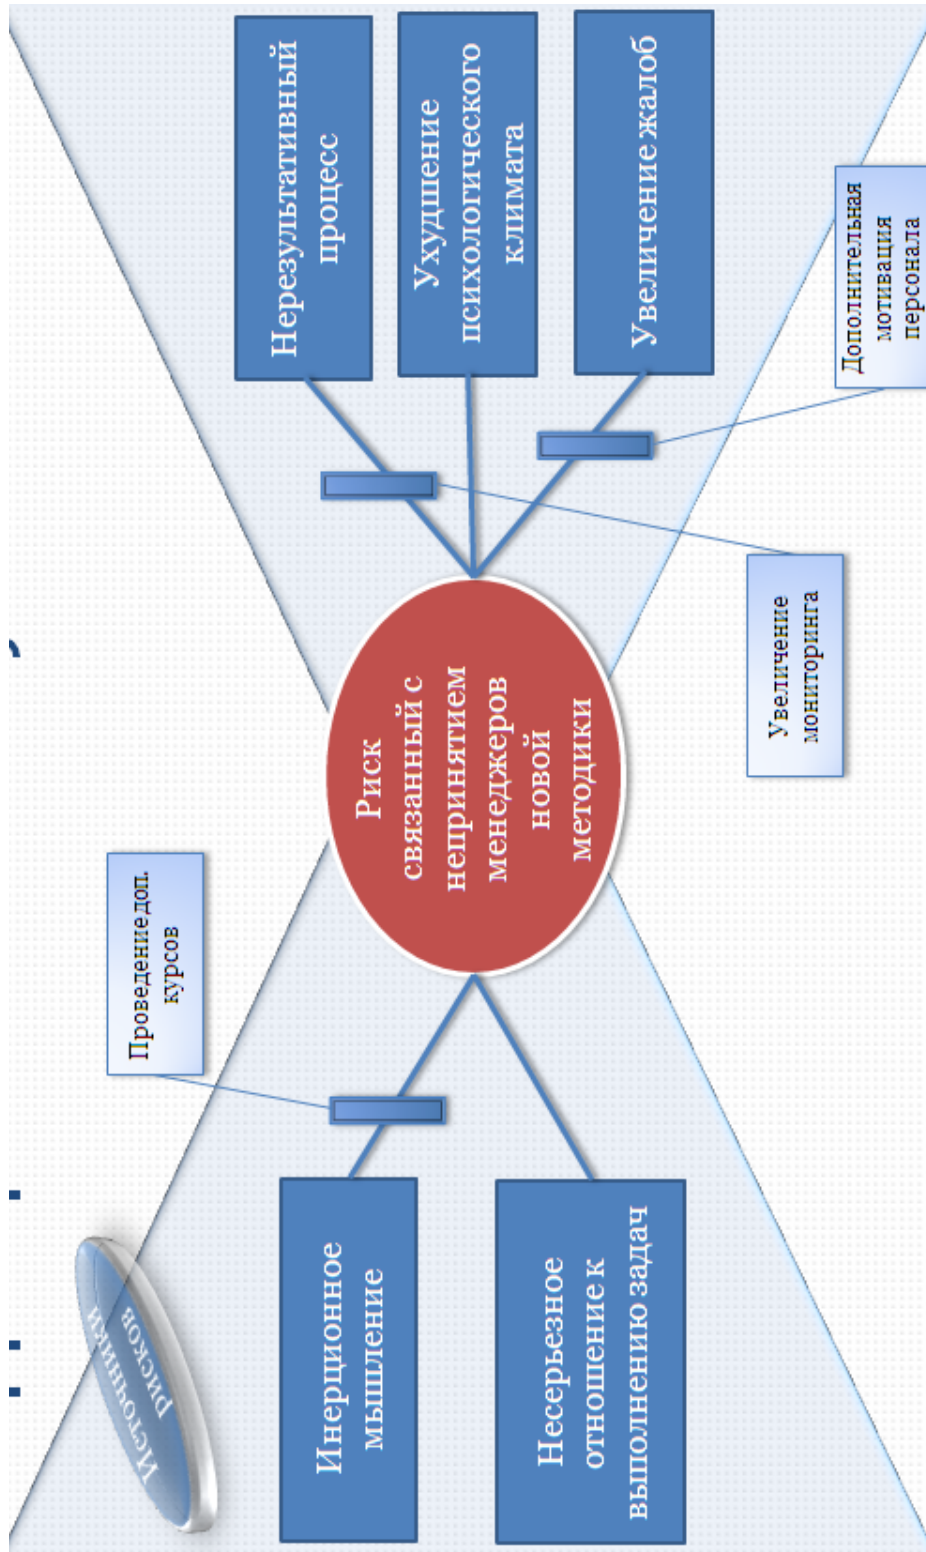 Источники
рисков
Проведение доп.
курсов
Инерционное
мышление
Несерьезное
отношение к
выполнению задач
Риск
связанный с
непринятием
менеджеров
новой
методики
Нерезультативный
процесс
Ухудшение
психологического
климата
Увеличение жалоб
Увеличение
мониторинга
Дополнительная
мотивация
персонала